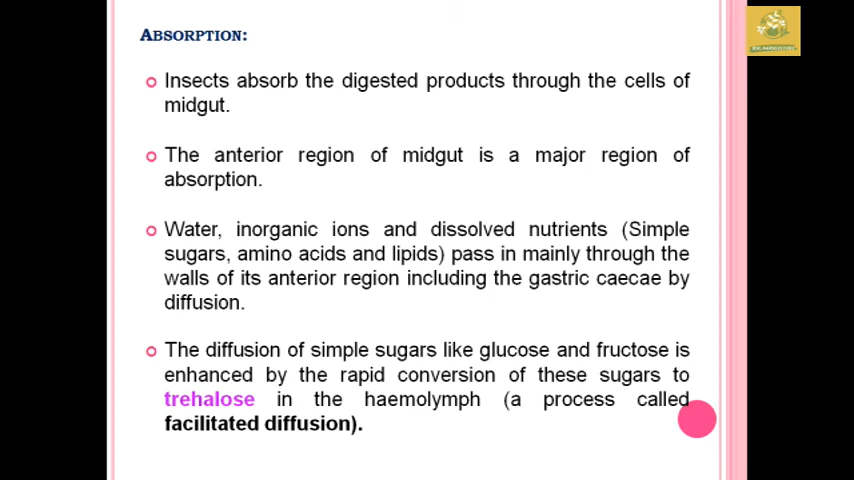 ABSORPTION:
Insects absorb the digested products through the cells of
midgut.
The anterior region of midgut is a major region of
absorption.
Water, inorganic ions and dissolved nutrients (Simple
sugars, amino acids and lipids) pass in mainly through the
walls of its anterior region including the gastric caecae by
diffusion.
The diffusion of simple sugars like glucose and fructose is
enhanced by the rapid conversion of these sugars to
trehalose in the haemolymph (a process called
facilitated diffusion).